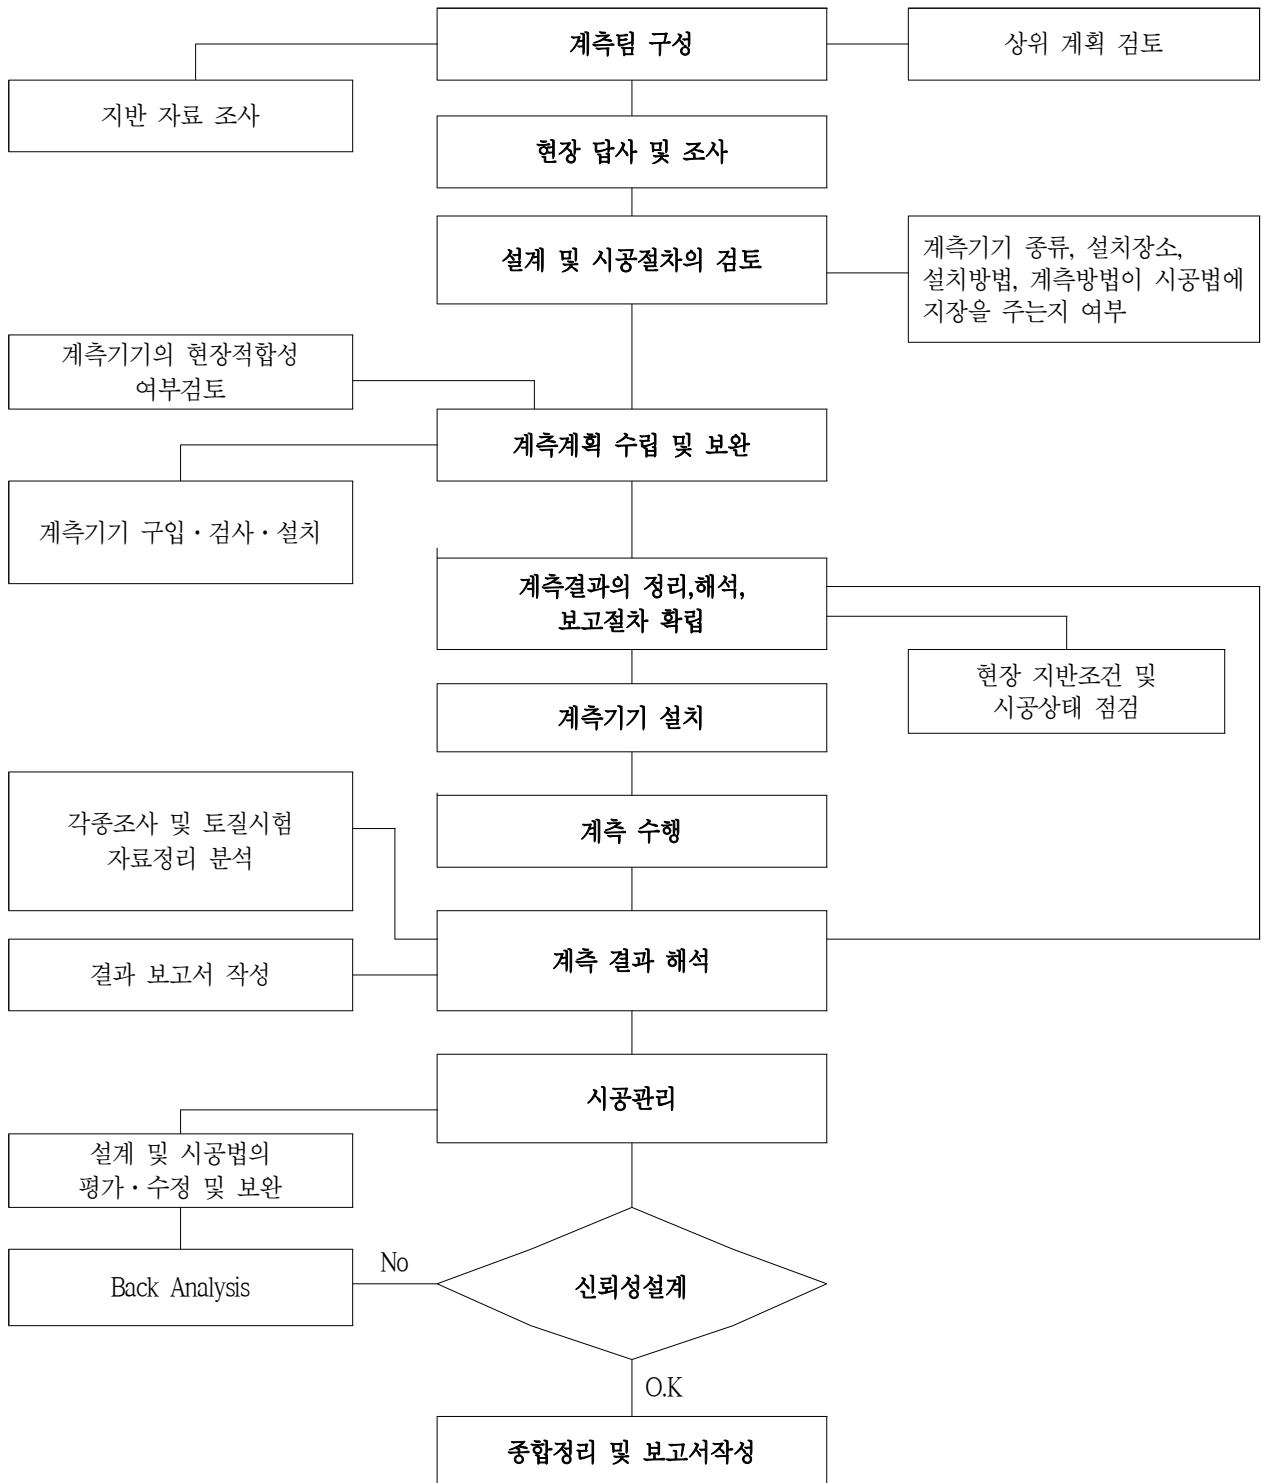 계측팀 구성
상위 계획 검토
지반 자료 조사
현장 답사 및 조사
설계 및 시공절차의 검토
계측기기 종류, 설치장소,
설치방법, 계측방법이 시공법에
지장을 주는지 여부
계측기기의 현장적합성
여부검토
계측계획 수립 및 보완
계측기기 구입·검사·설치
계측결과의 정리,해석,
보고절차 확립
현장 지반조건 및
시공상태 점검
계측기기 설치
각종조사 및 토질시험
자료정리 분석
계측 수행
계측 결과 해석
결과 보고서 작성
시공관리
설계 및 시공법의
평가·수정 및 보완
Back Analysis
No
신뢰성설계
O.K
종합정리 및 보고서작성